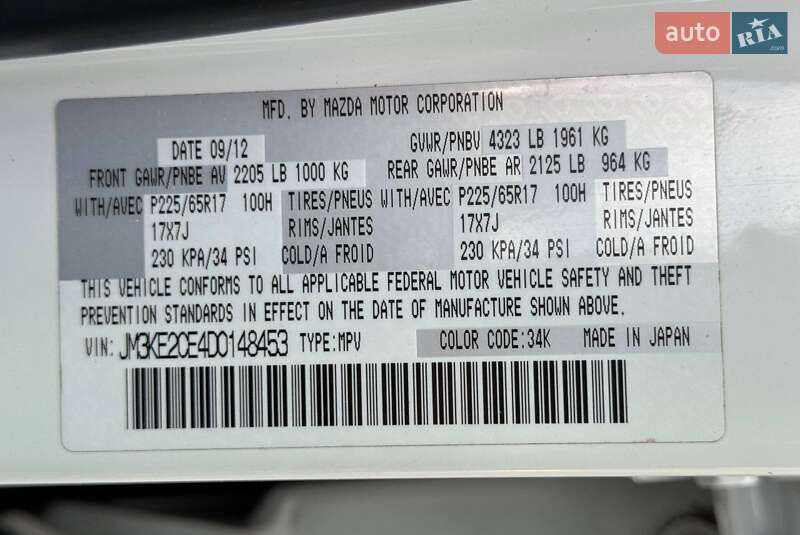 auto RIA .com
MFD. BY MAZDA MOTOR CORPORATION
DATE 09/12 GVWR/PNBV 4323 LB 1961 KG
FRONT GAWR/PNBE AV 2205 LB 1000 KG REAR GAWR/PNBE AR 2125 LB 964 KG
WITH/AVEC P225/65R17 100H TIRES/PNEUS WITH/AVEC P225/65R17 100H TIRES/PNEUS
17X7J RIMS/JANTES 17X7J RIMS/JANTES
230 KPA/34 PSI COLD/A FROID 230 KPA/34 PSI COLD/A FROID
THIS VEHICLE CONFORMS TO ALL APPLICABLE FEDERAL MOTOR VEHICLE SAFETY AND THEFT
PREVENTION STANDARDS IN EFFECT ON THE DATE OF MANUFACTURE SHOWN ABOVE.
VIN: JM3KE2CE4D0148453 TYPE:MPV COLOR CODE:34K MADE IN JAPAN